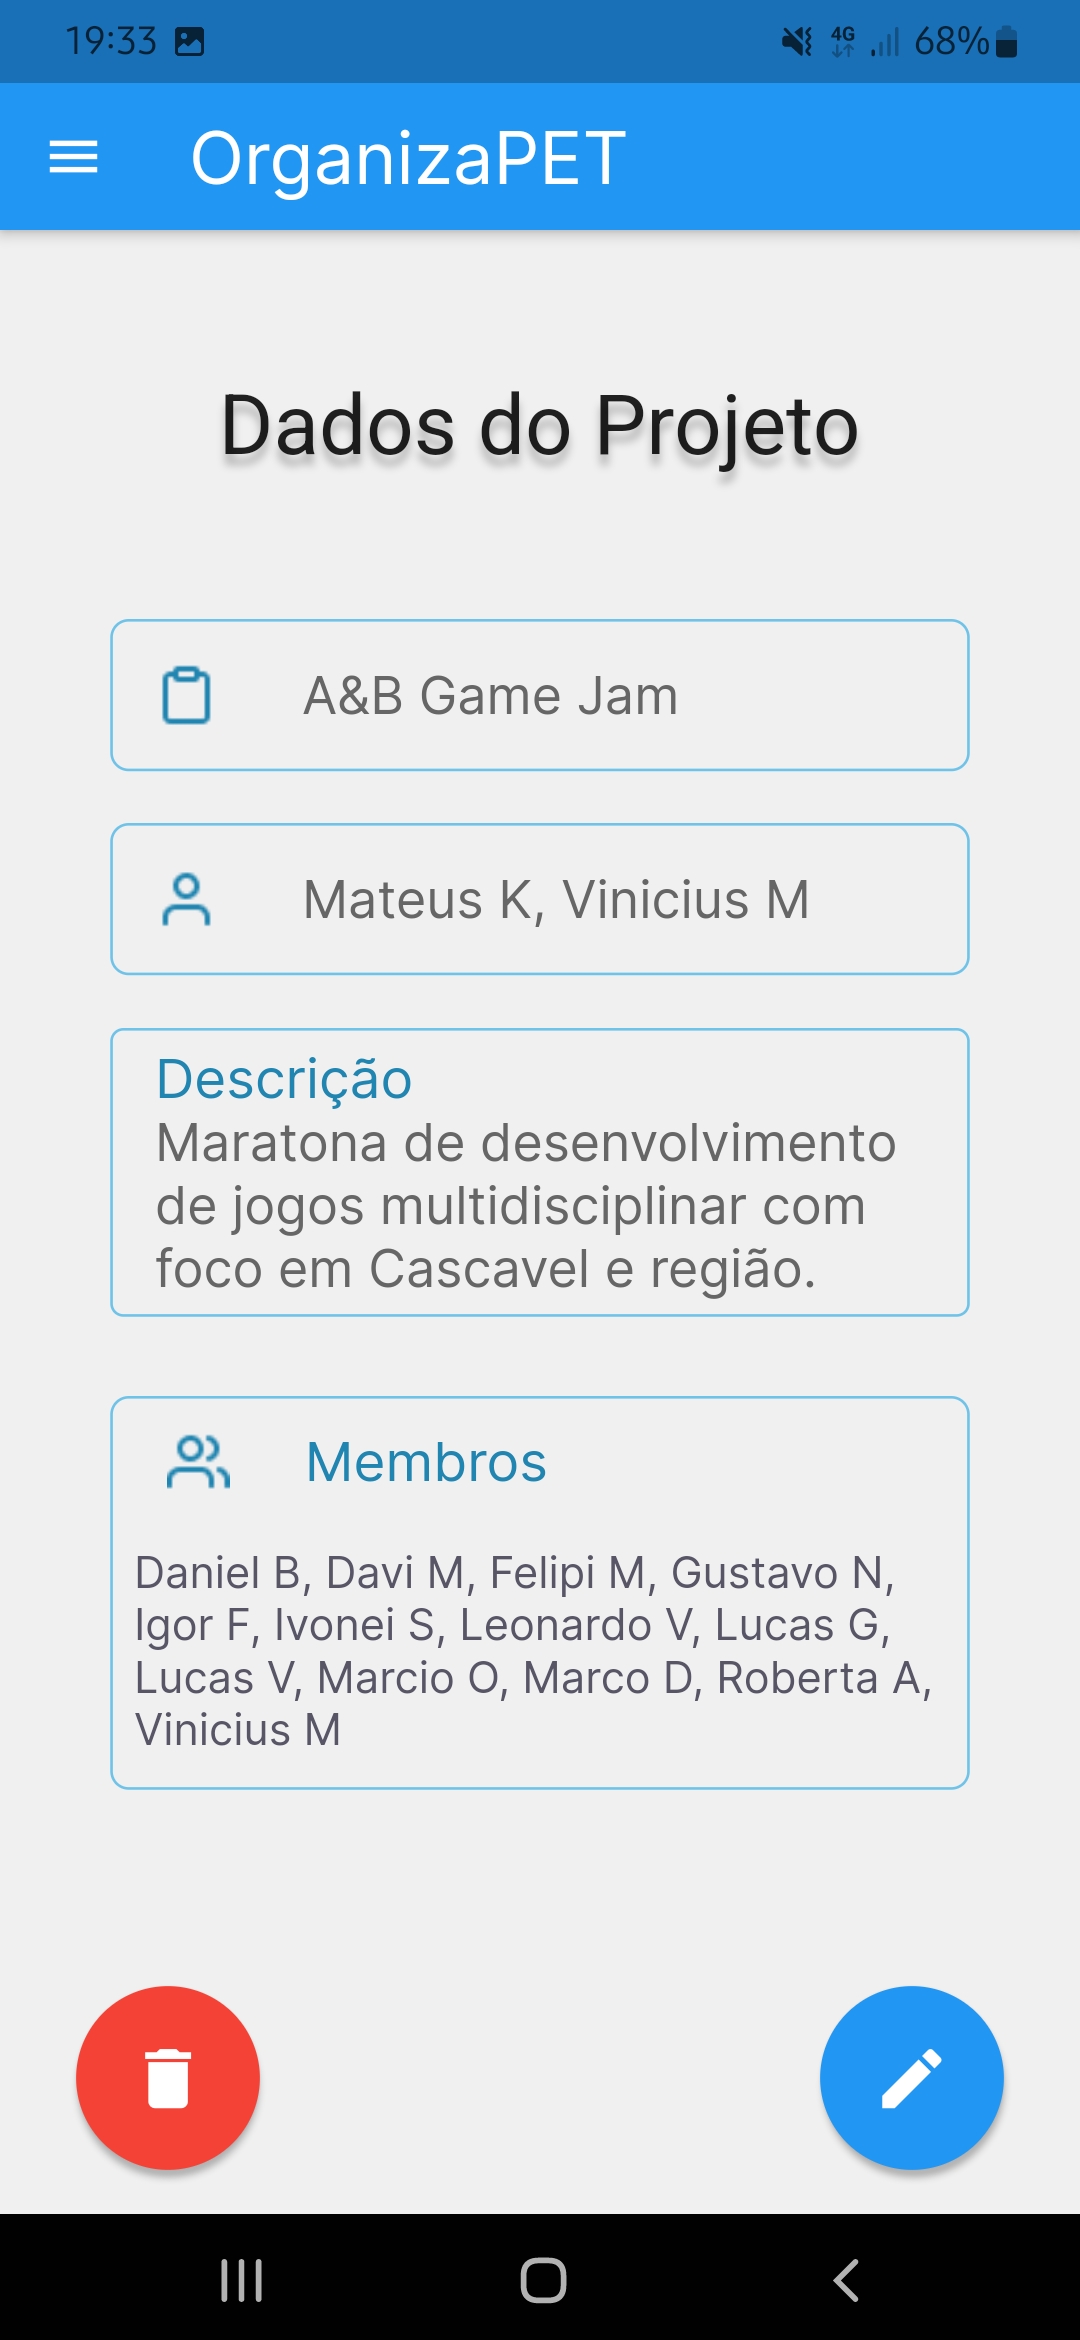 19:33
4G
68%
OrganizaPET
Dados do Projeto
A&B Game Jam
Mateus K, Vinicius M
Descrição
Maratona de desenvolvimento
de jogos multidisciplinar com
foco em Cascavel e região.
Membros
Daniel B, Davi M, Felipi M, Gustavo N,
Igor F, Ivonei S, Leonardo V, Lucas G,
Lucas V, Marcio O, Marco D, Roberta A,
Vinicius M